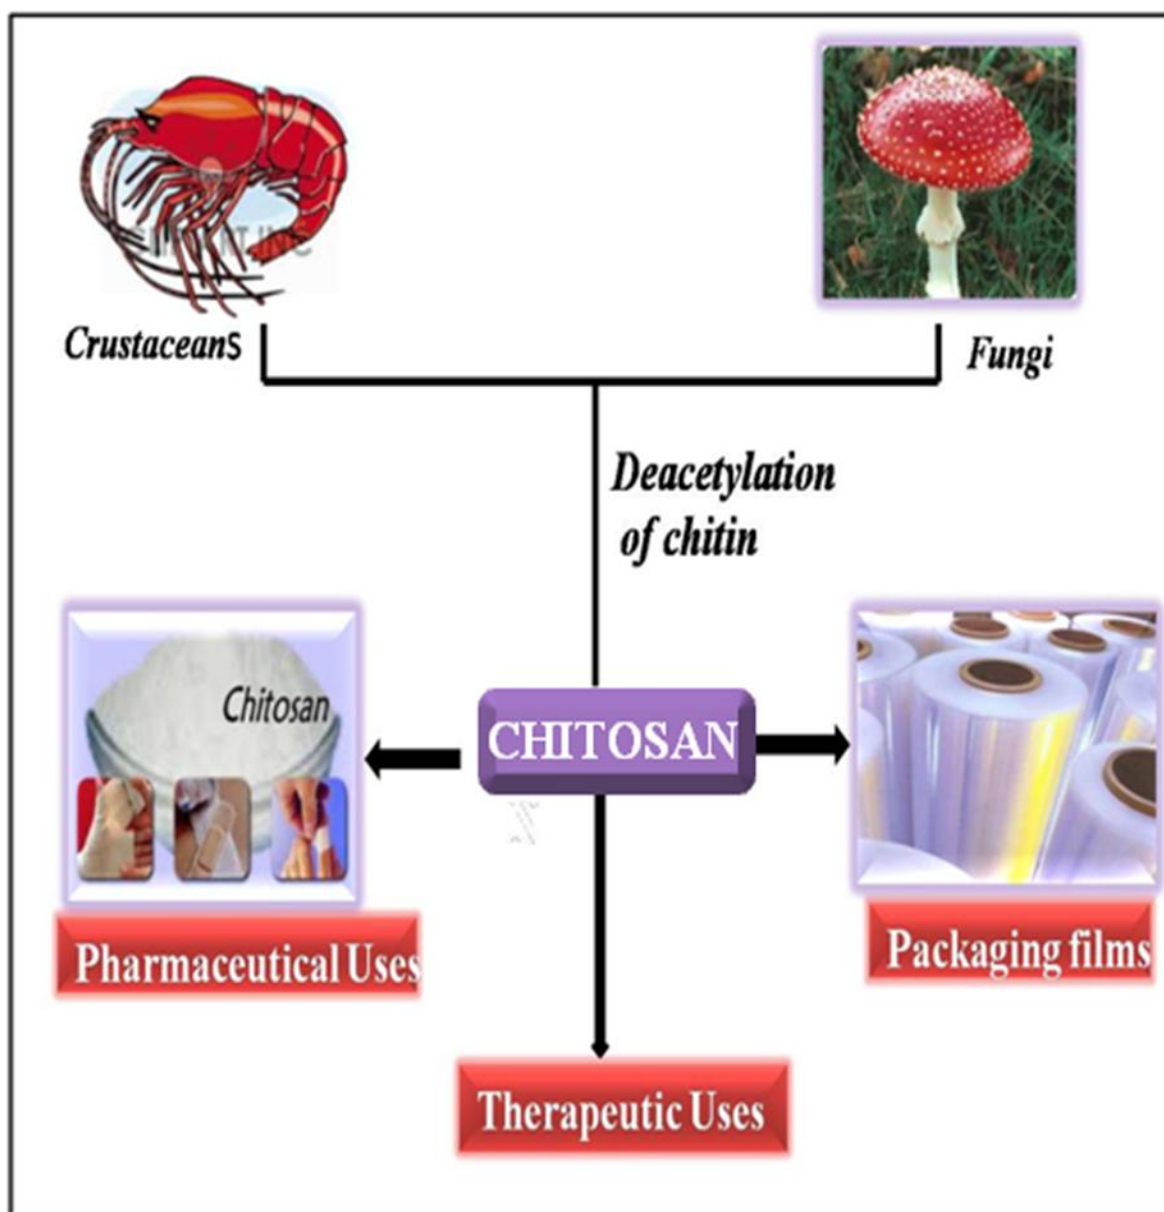 Crustaceans
Fungi
Deacetylation
of chitin
Chitosan
CHITOSAN
Pharmaceutical Uses
Packaging films
Therapeutic Uses